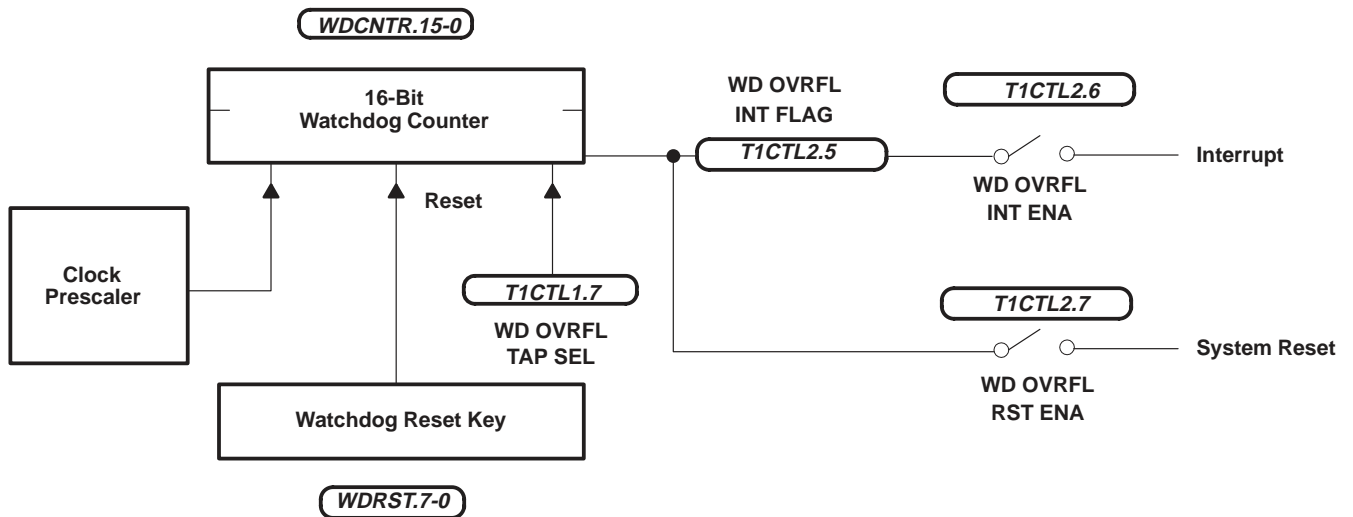 WDCNTR.15-0
16-Bit
Watchdog Counter
WD OVRFL
INT FLAG
T1CTL2.5
T1CTL2.6
WD OVRFL
INT ENA
Interrupt
Reset
Clock
Prescaler
T1CTL1.7
WD OVRFL
TAP SEL
T1CTL2.7
WD OVRFL
RST ENA
System Reset
Watchdog Reset Key
WDRST.7-0